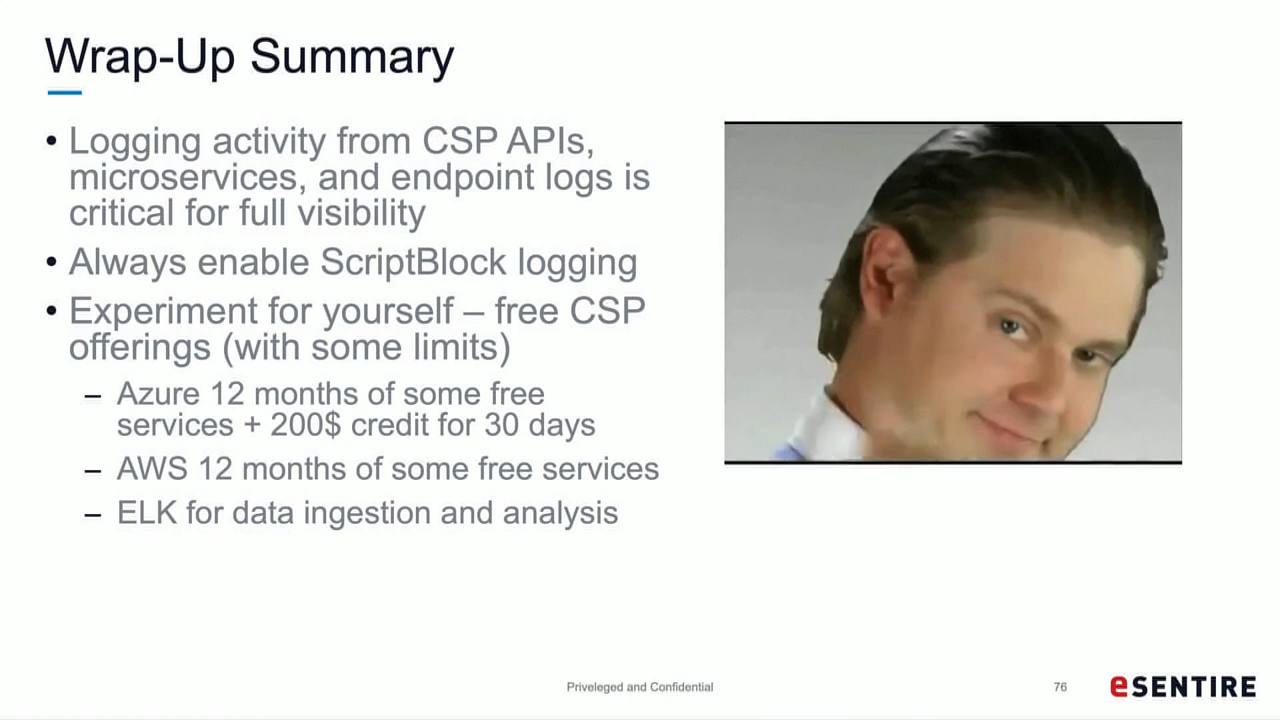 Wrap-Up Summary
• Logging activity from CSP APIs,
microservices, and endpoint logs is
critical for full visibility
• Always enable ScriptBlock logging
• Experiment for yourself – free CSP
offerings (with some limits)
– Azure 12 months of some free
services + 200$ credit for 30 days
– AWS 12 months of some free services
– ELK for data ingestion and analysis
Priveleged and Confidential
76
eSENTIRE